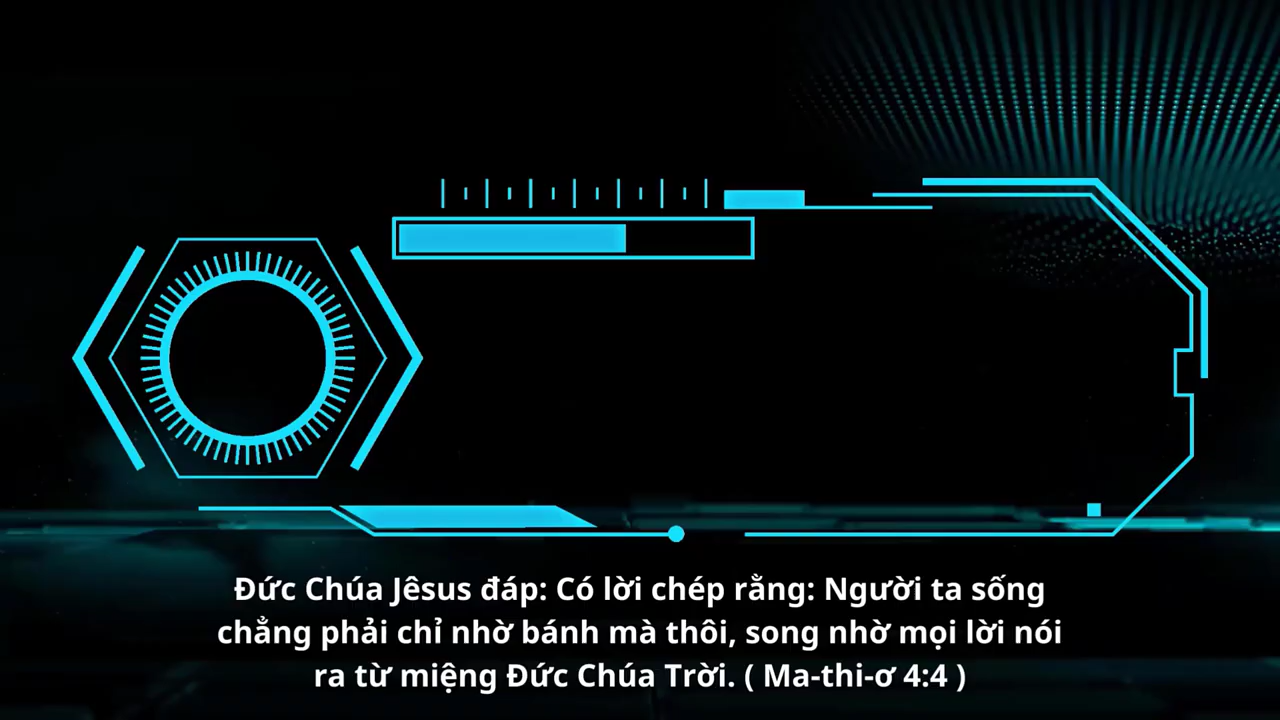 Đức Chúa Jêsus đáp: Có lời chép rằng: Người ta sống
chẳng phải chỉ nhờ bánh mà thôi, song nhờ mọi lời nói
ra từ miệng Đức Chúa Trời. ( Ma-thi-ơ 4:4 )